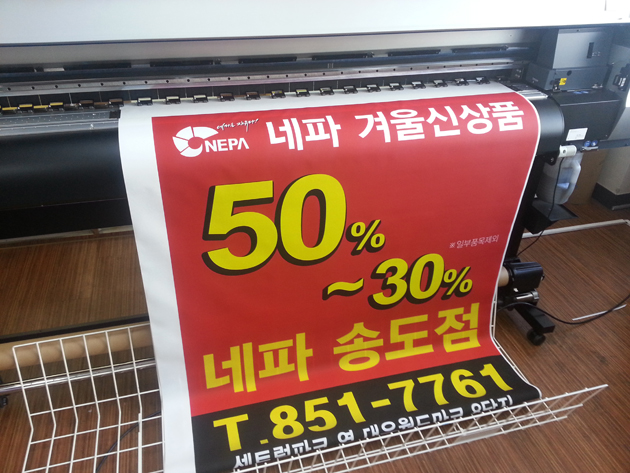 NEPA 네파 겨울신상품
50%
※일부품목제외
~30%
네파 송도점
T.851-7761